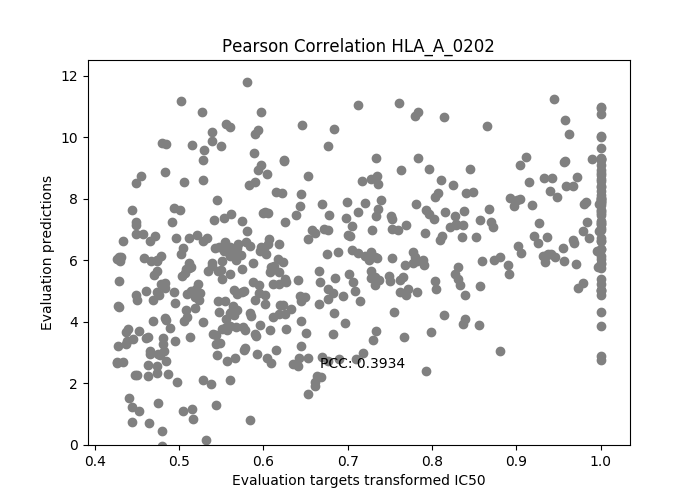 Pearson Correlation HLA_A_0202
12
10
8
6
4
2
0
Evaluation predictions
PCC: 0.3934
0.4 0.5 0.6 0.7 0.8 0.9 1.0
Evaluation targets transformed IC50